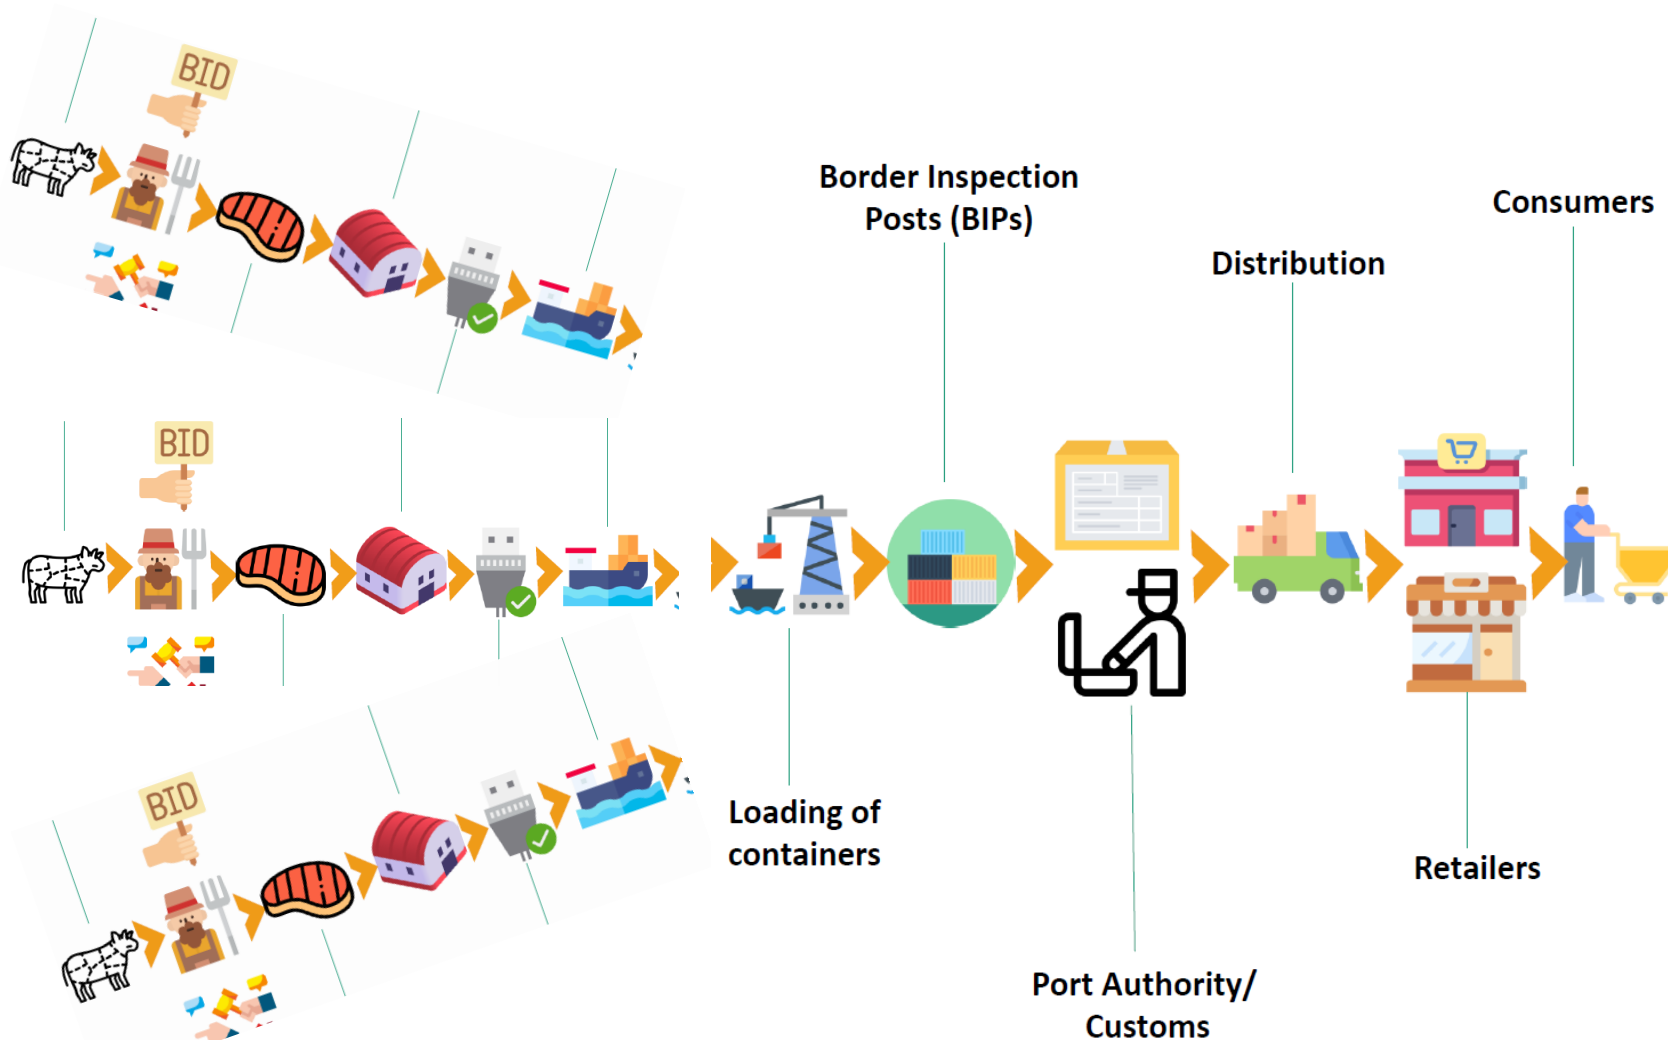 BID
BID
BID
Border Inspection
Posts (BIPs)
Consumers
Distribution
Loading of
containers
Retailers
Port Authority/
Customs